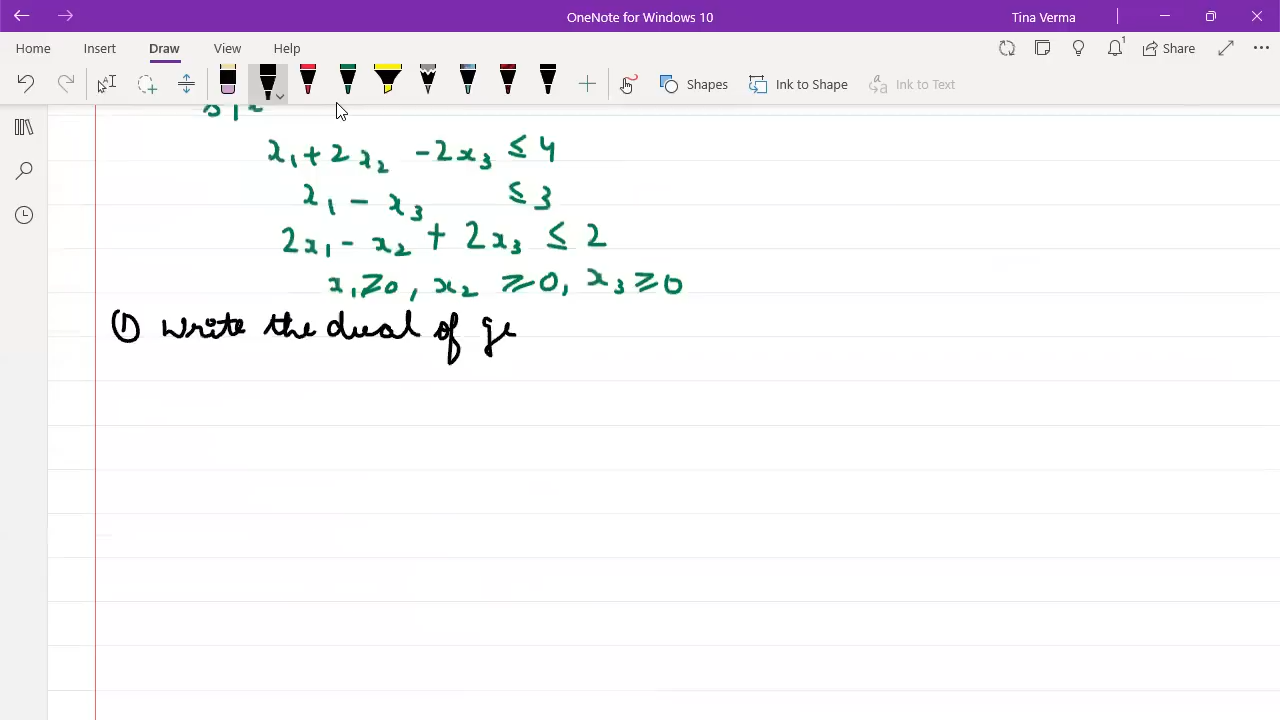 OneNote for Windows 10
Tina Verma
Home Insert Draw View Help
1
Share
Shapes
Ink to Shape
Ink to Text
x₁ + 2x₂ - 2x₃ ≤ 4
x₁ - x₃ ≤ 3
2x₁ - x₂ + 2x₃ ≤ 2
x₁ ≥ 0, x₂ ≥ 0, x₃ ≥ 0
① Write the dual of ge